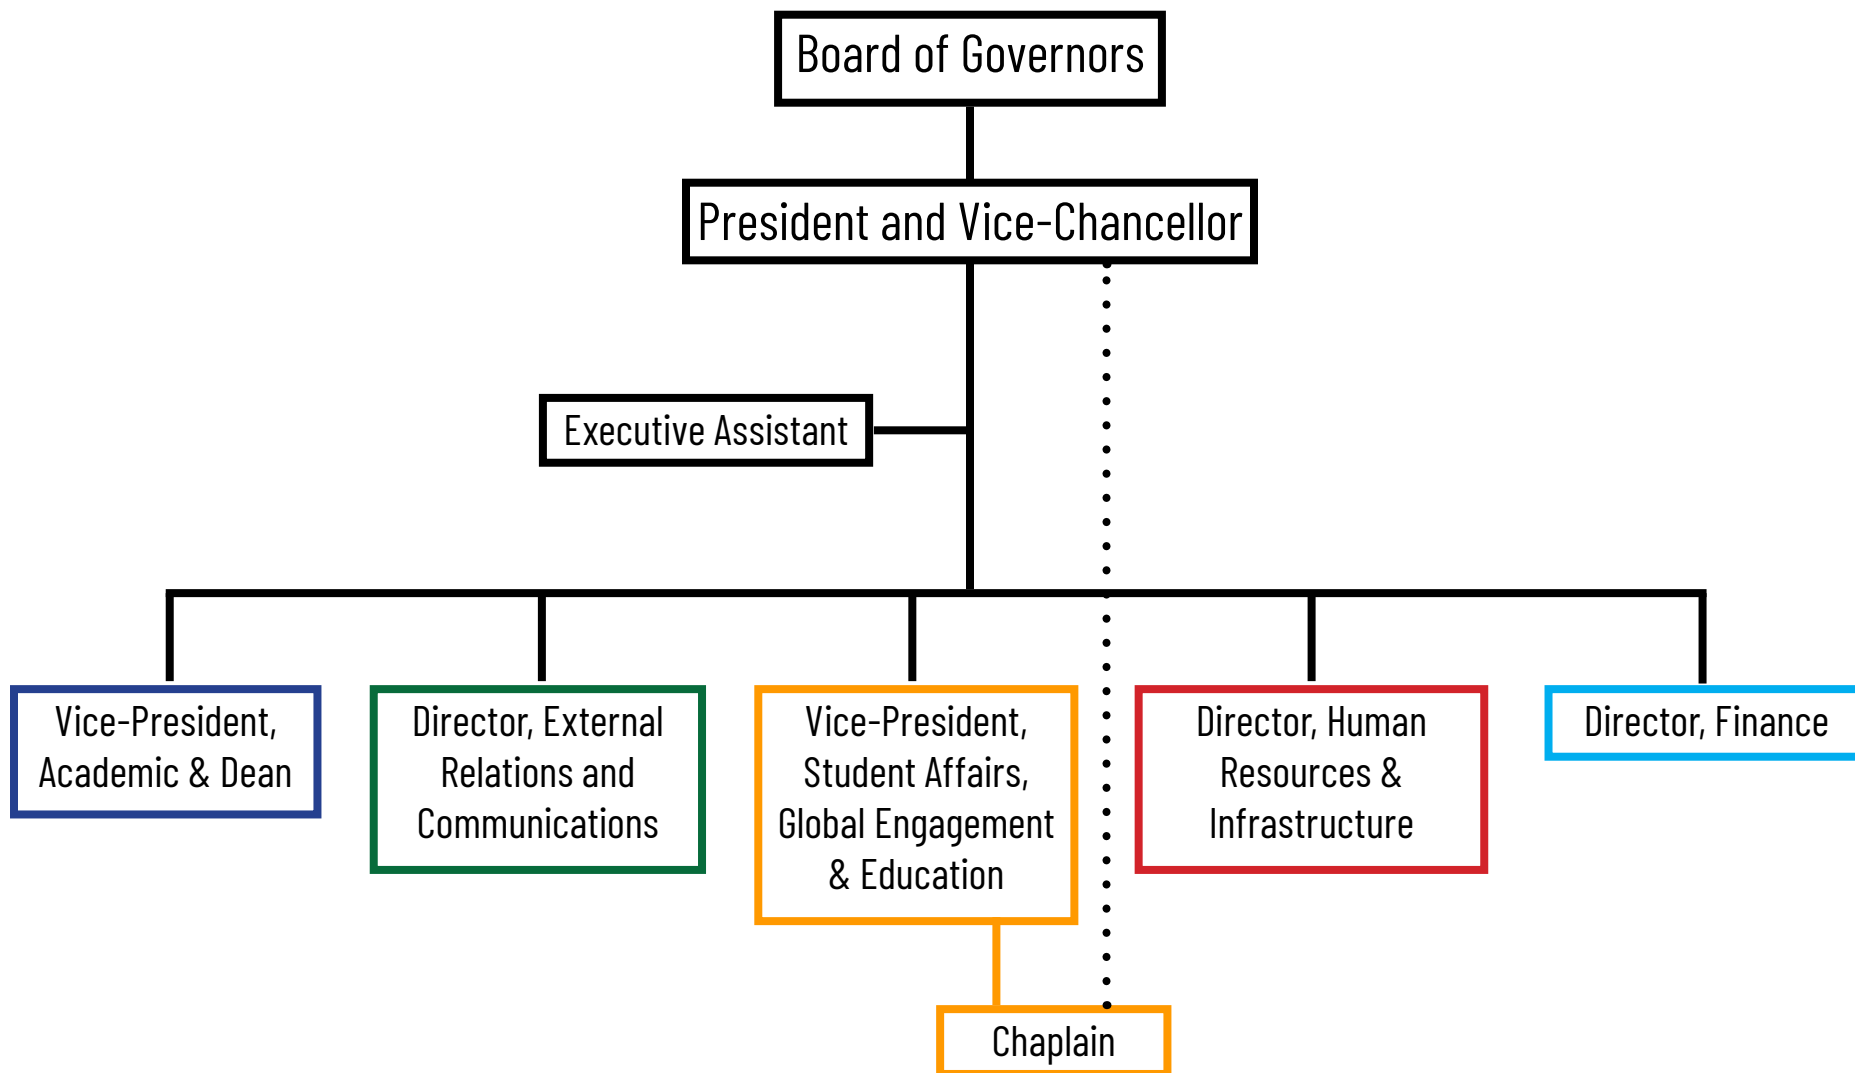 Board of Governors
President and Vice-Chancellor
Executive Assistant
Vice-President,
Academic & Dean
Director, External
Relations and
Communications
Vice-President,
Student Affairs,
Global Engagement
& Education
Director, Human
Resources &
Infrastructure
Director, Finance
Chaplain